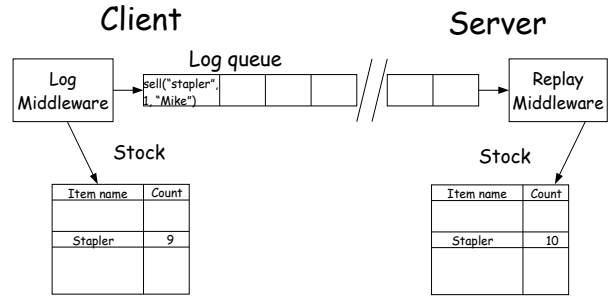 Client
Server
Log queue
Log
Middleware
sell("stapler",
1, "Mike")
Replay
Middleware
Stock
Stock
Item name Count
Stapler 9
Item name Count
Stapler 10